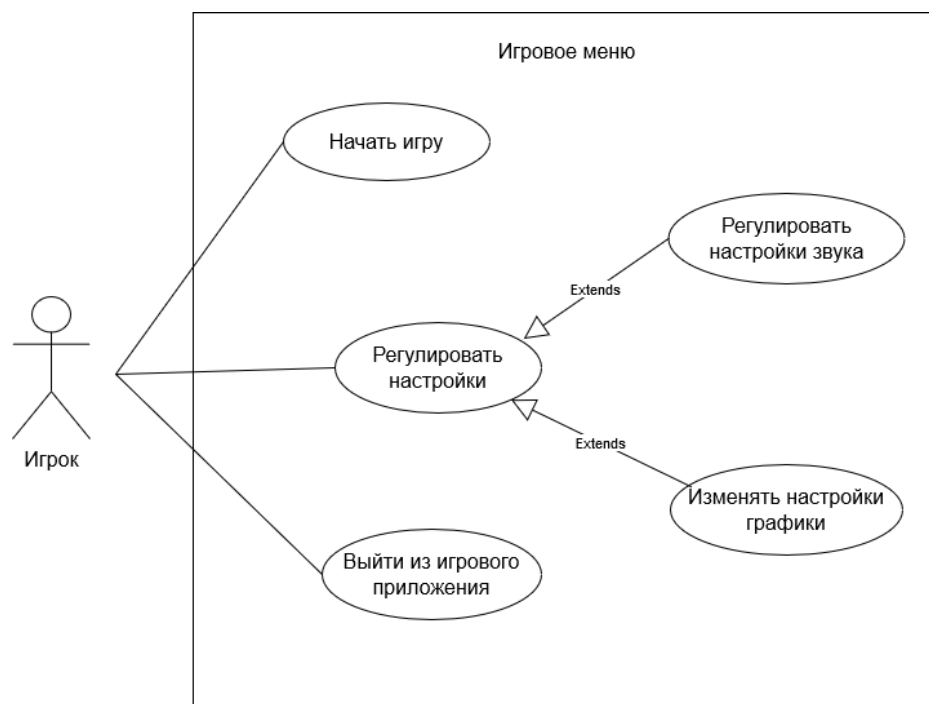 Игровое меню
Начать игру
Регулировать
настройки звука
Extends
Регулировать
настройки
Extends
Игрок
Изменять настройки
графики
Выйти из игрового
приложения